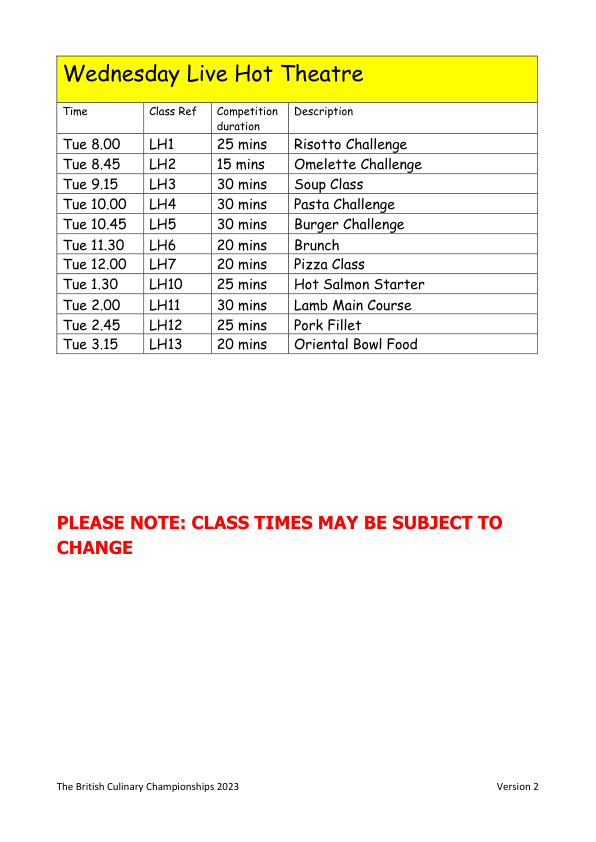 Wednesday Live Hot Theatre
Time Class Ref Competition duration Description
Tue 8.00 LH1 25 mins Risotto Challenge
Tue 8.45 LH2 15 mins Omelette Challenge
Tue 9.15 LH3 30 mins Soup Class
Tue 10.00 LH4 30 mins Pasta Challenge
Tue 10.45 LH5 30 mins Burger Challenge
Tue 11.30 LH6 20 mins Brunch
Tue 12.00 LH7 20 mins Pizza Class
Tue 1.30 LH10 25 mins Hot Salmon Starter
Tue 2.00 LH11 30 mins Lamb Main Course
Tue 2.45 LH12 25 mins Pork Fillet
Tue 3.15 LH13 20 mins Oriental Bowl Food
PLEASE NOTE: CLASS TIMES MAY BE SUBJECT TO
CHANGE
The British Culinary Championships 2023 Version 2